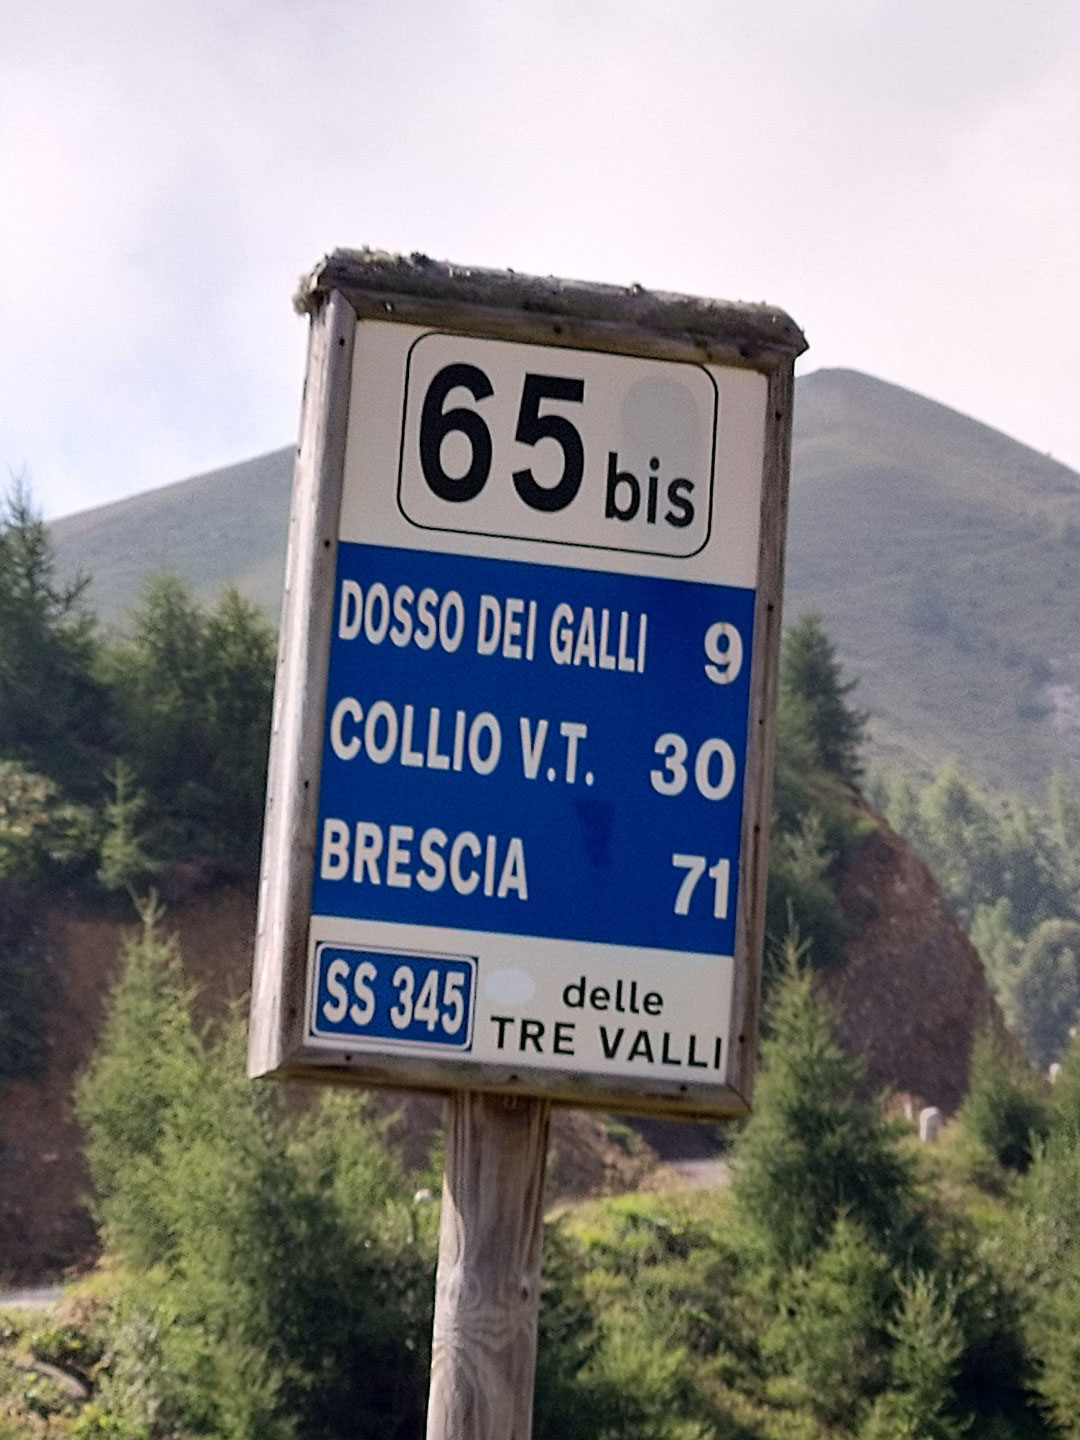 65 bis
DOSSO DEI GALLI 9
COLLIO V.T. 30
BRESCIA 71
SS 345 delle
TRE VALLI